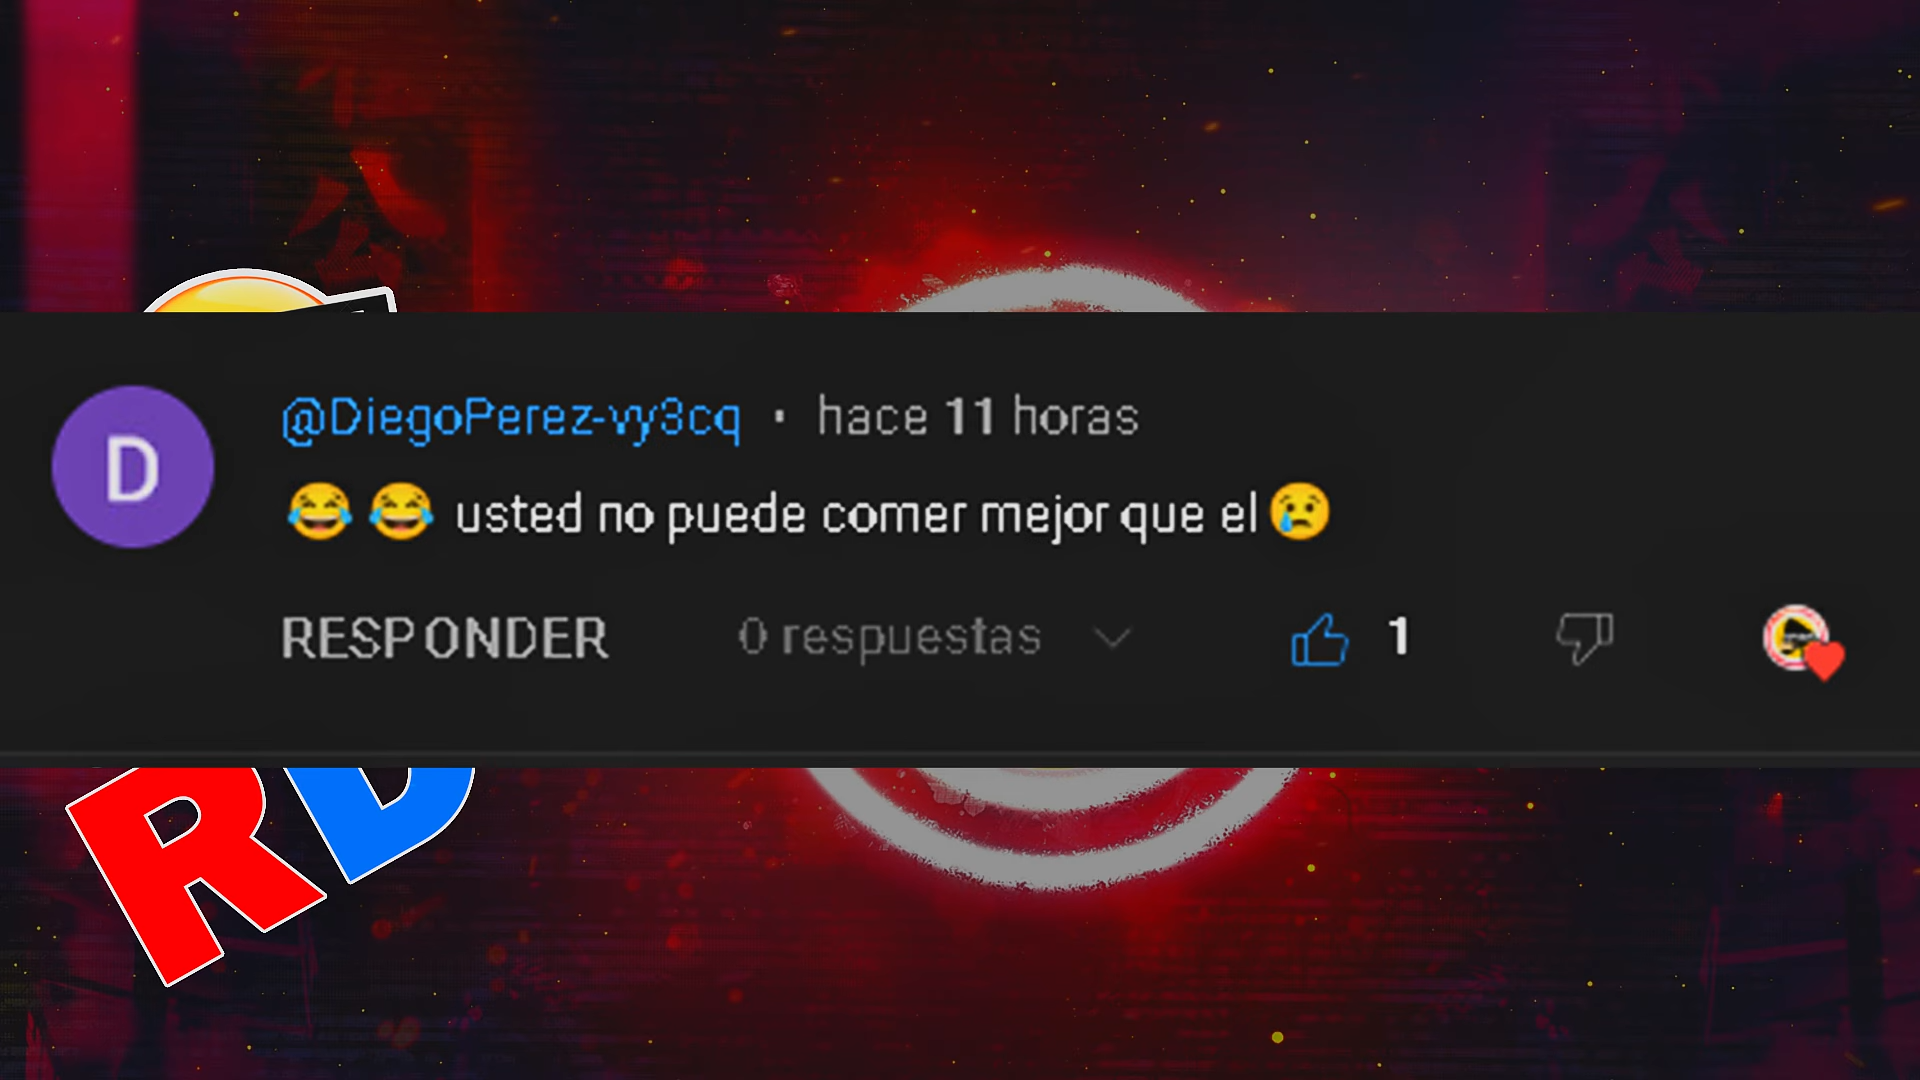 D
@DiegoPerez-vy3cq · hace 11 horas
😂 😂 usted no puede comer mejor que el 😢
RESPONDER 0 respuestas 1
RD